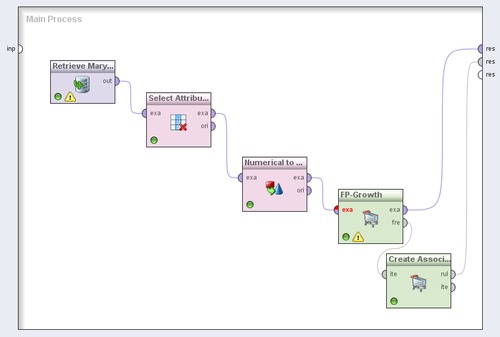 Main Process
inp
res
res
res
Retrieve Mary...
out
Select Attribu...
exa
exa
ori
Numerical to ...
exa
exa
ori
FP-Growth
exa
exa
fre
Create Associ...
ite
rul
ite